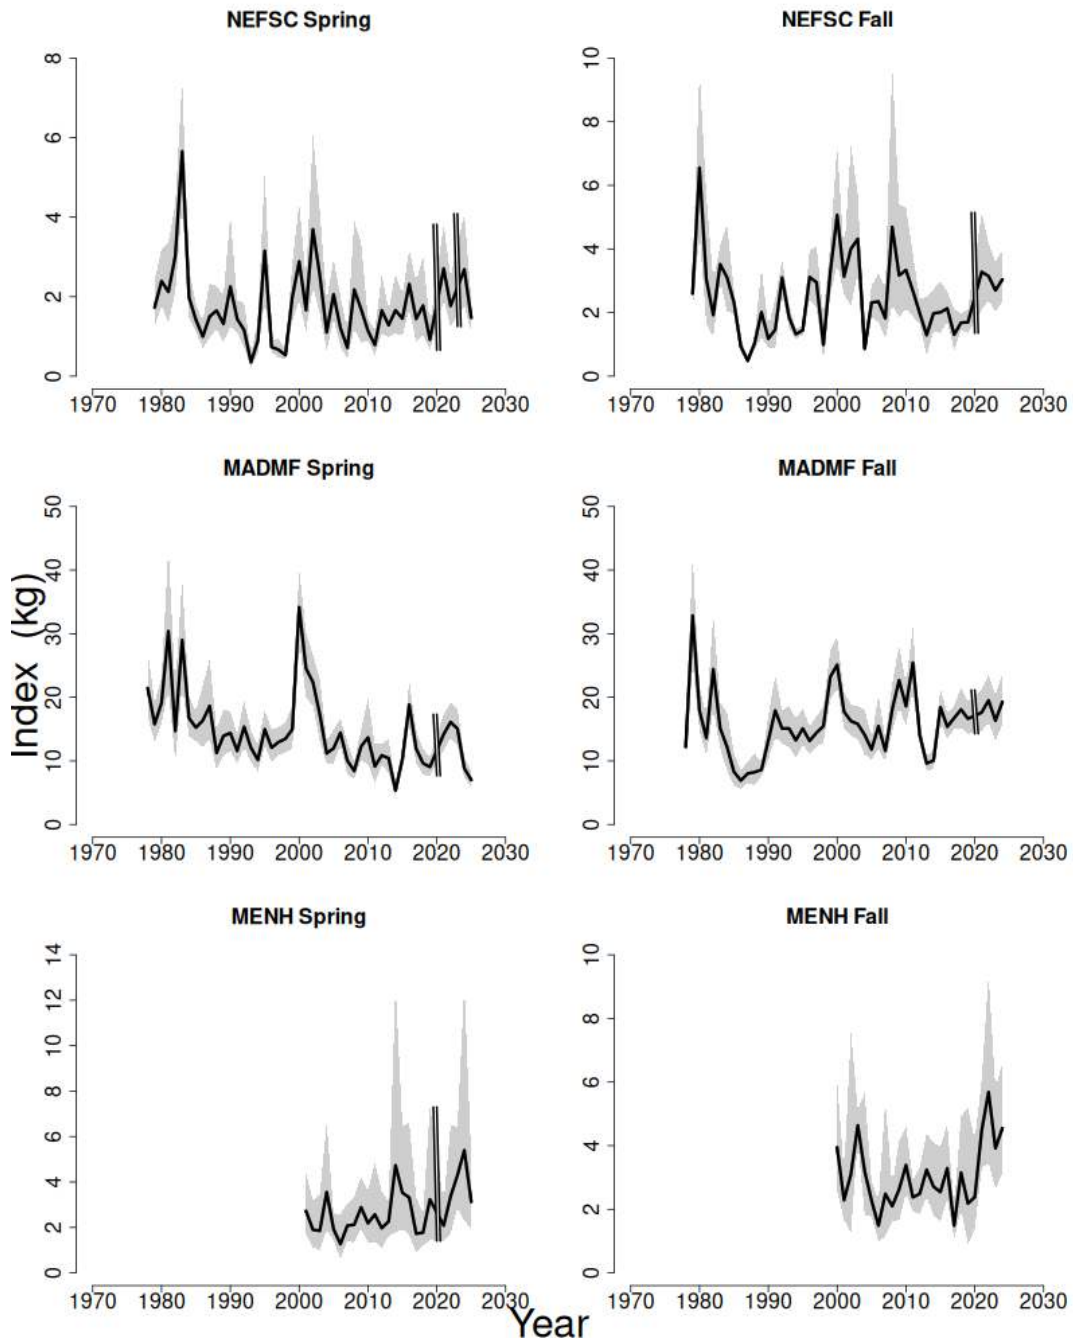 NEFSC Spring
0 2 4 6 8
1970 1980 1990 2000 2010 2020 2030
NEFSC Fall
0 2 4 6 8 10
1970 1980 1990 2000 2010 2020 2030
MADMF Spring
0 10 20 30 40 50
1970 1980 1990 2000 2010 2020 2030
MADMF Fall
0 10 20 30 40 50
1970 1980 1990 2000 2010 2020 2030
Index (kg)
MENH Spring
0 2 4 6 8 10 12 14
1970 1980 1990 2000 2010 2020 2030
MENH Fall
0 2 4 6 8 10
1970 1980 1990 2000 2010 2020 2030
Year